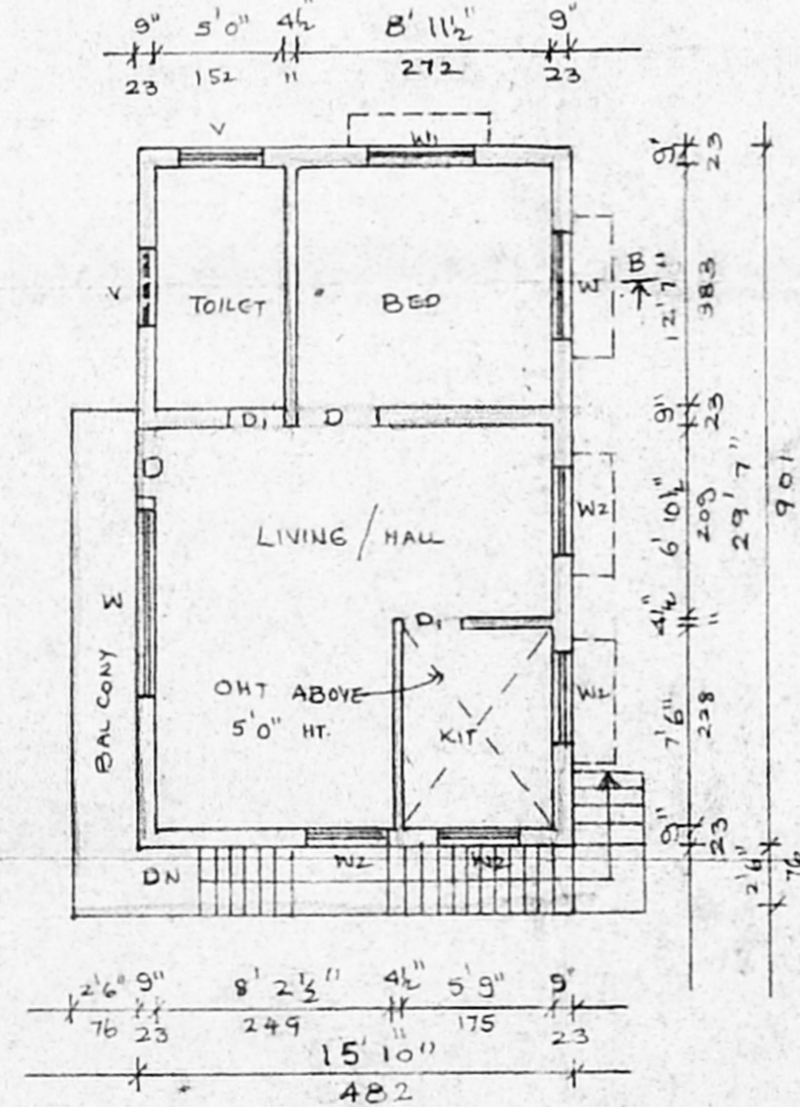 9" 5'0" 4½" 8' 11½" 9"
23 152 11 272 23
V
W1
9" 23
V
TOILET
BED
W
B
12'7" 383
D1 D
9" 23
D
LIVING / HALL
W2
6' 10½" 209
29' 7" 901
BALCONY
W
D1
4½" 11
OHT ABOVE
5'0" HT.
KIT
W2
7'6" 228
9" 23
DN
W2 W2
2'6" 76
2'6" 9" 8' 2½" 4½" 5'9" 9"
76 23 249 11 175 23
15'10"
482